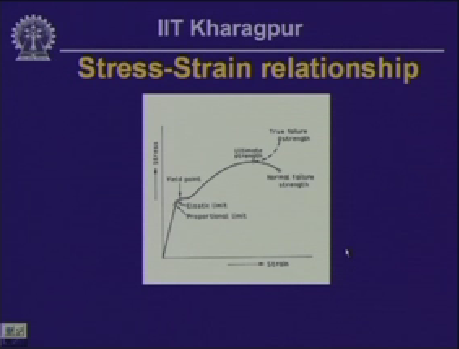 IIT Kharagpur
Stress-Strain relationship
True failure
strength
Ultimate
strength
Stress
Yield point
Normal failure
strength
Elastic limit
Proportional limit
Strain